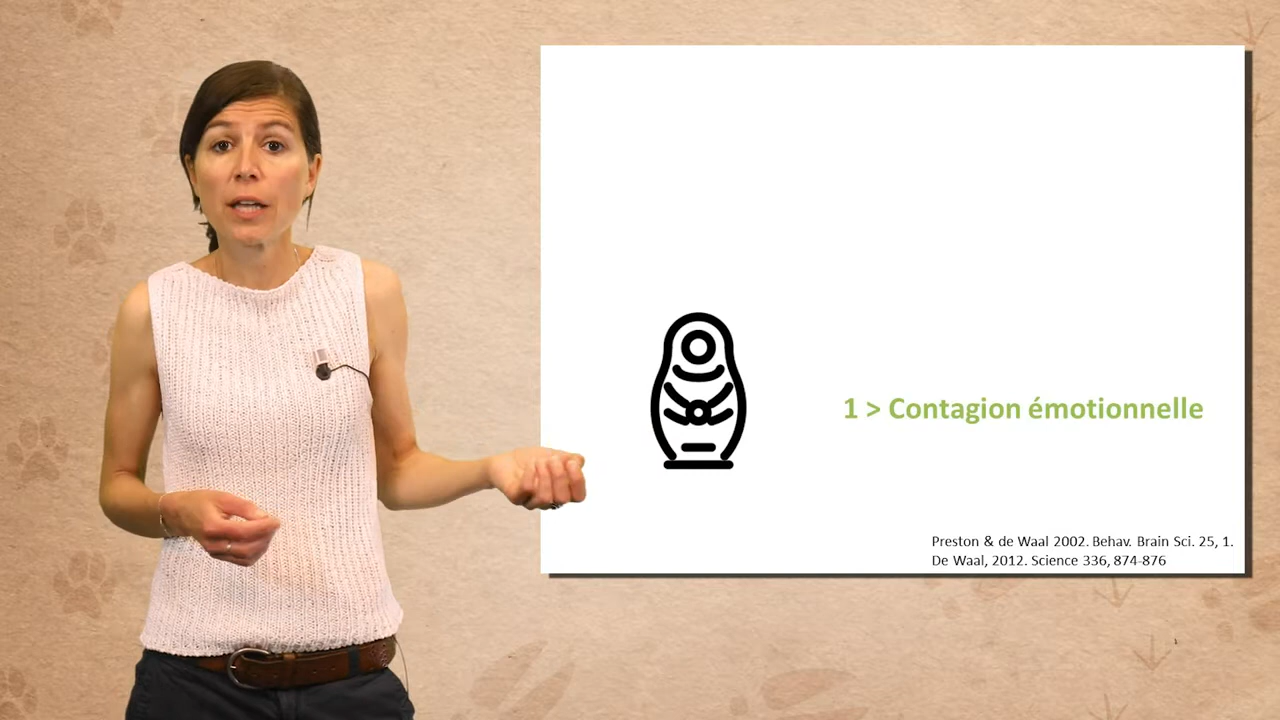 1 > Contagion émotionnelle
Preston & de Waal 2002. Behav. Brain Sci. 25, 1.
De Waal, 2012. Science 336, 874-876